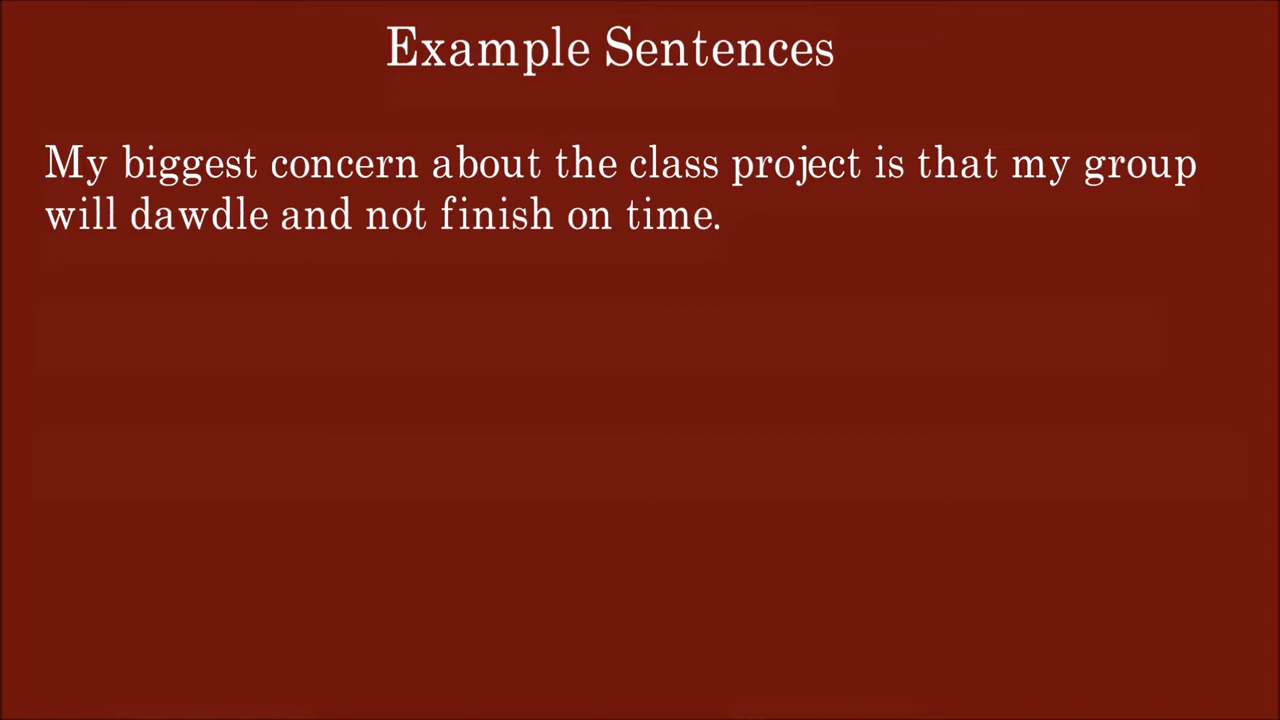 Example Sentences
My biggest concern about the class project is that my group
will dawdle and not finish on time.